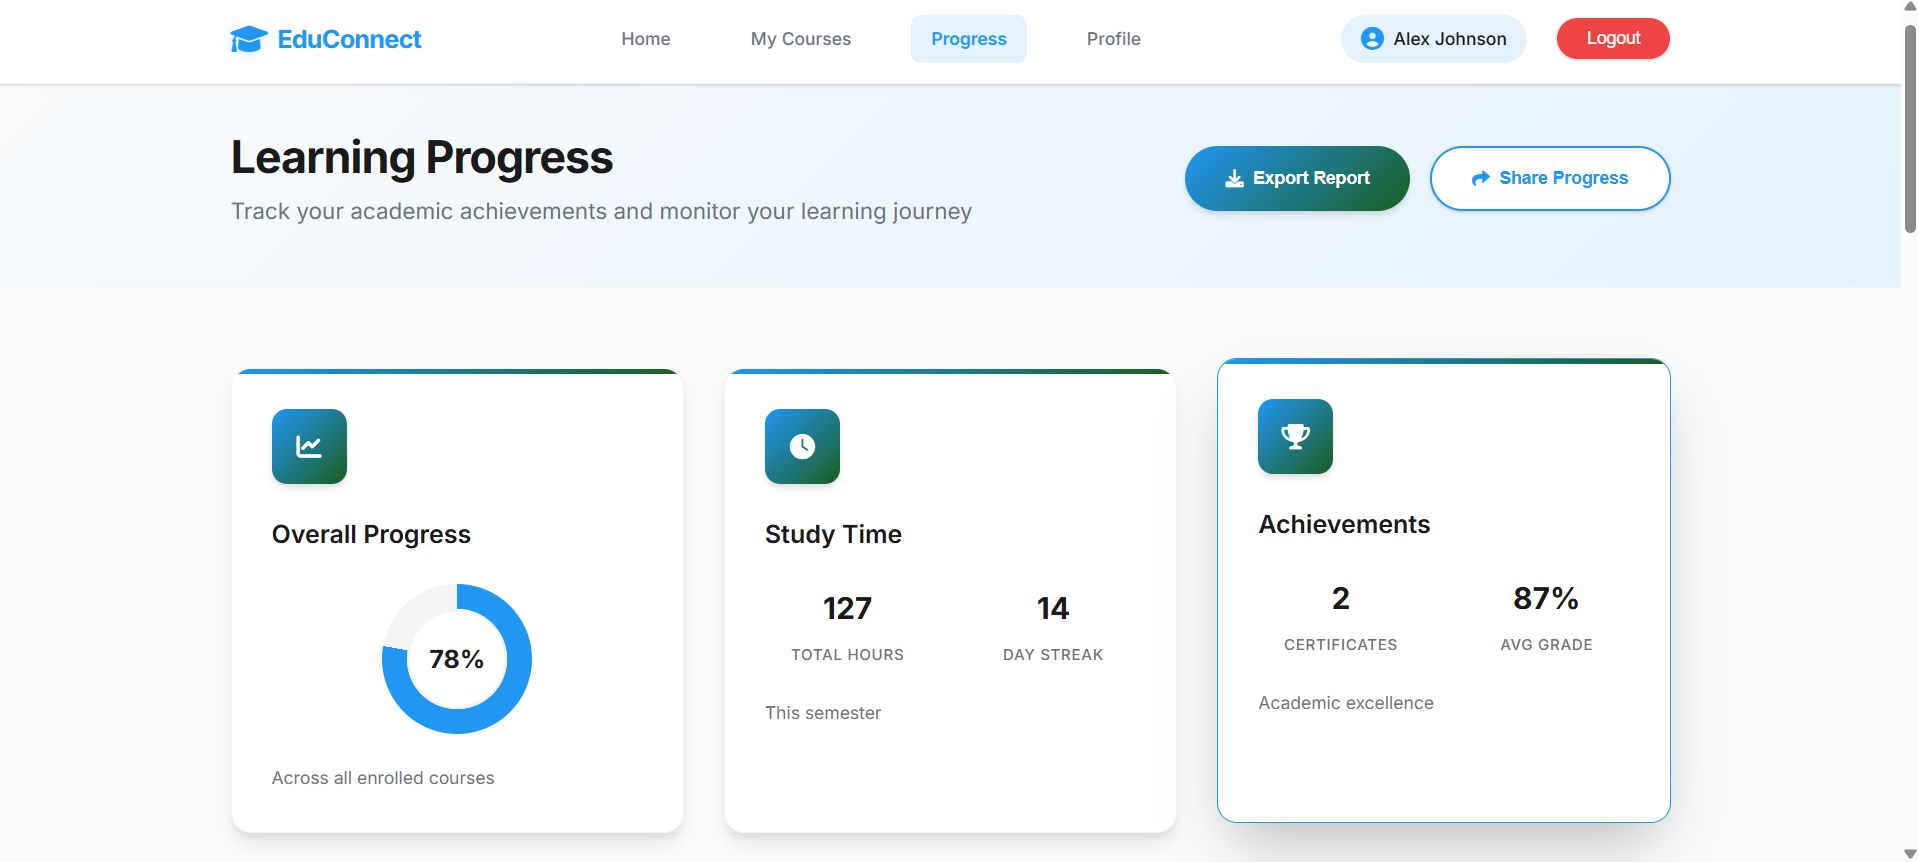 EduConnect
Home
My Courses
Progress
Profile
Alex Johnson
Logout
Learning Progress
Track your academic achievements and monitor your learning journey
Export Report
Share Progress
Overall Progress
78%
Across all enrolled courses
Study Time
127
TOTAL HOURS
14
DAY STREAK
This semester
Achievements
2
CERTIFICATES
87%
AVG GRADE
Academic excellence